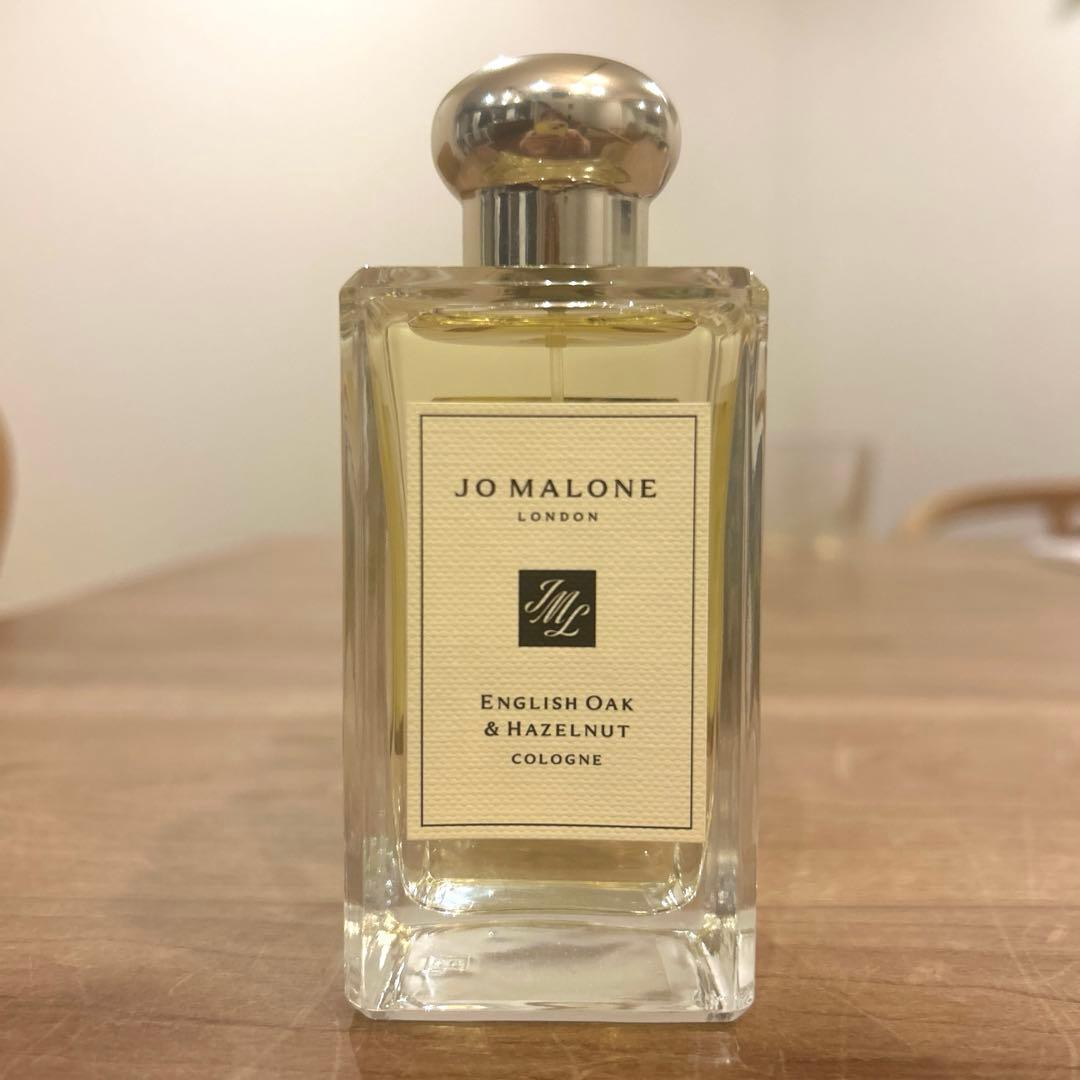 JO MALONE
LONDON
JML
ENGLISH OAK
& HAZELNUT
COLOGNE